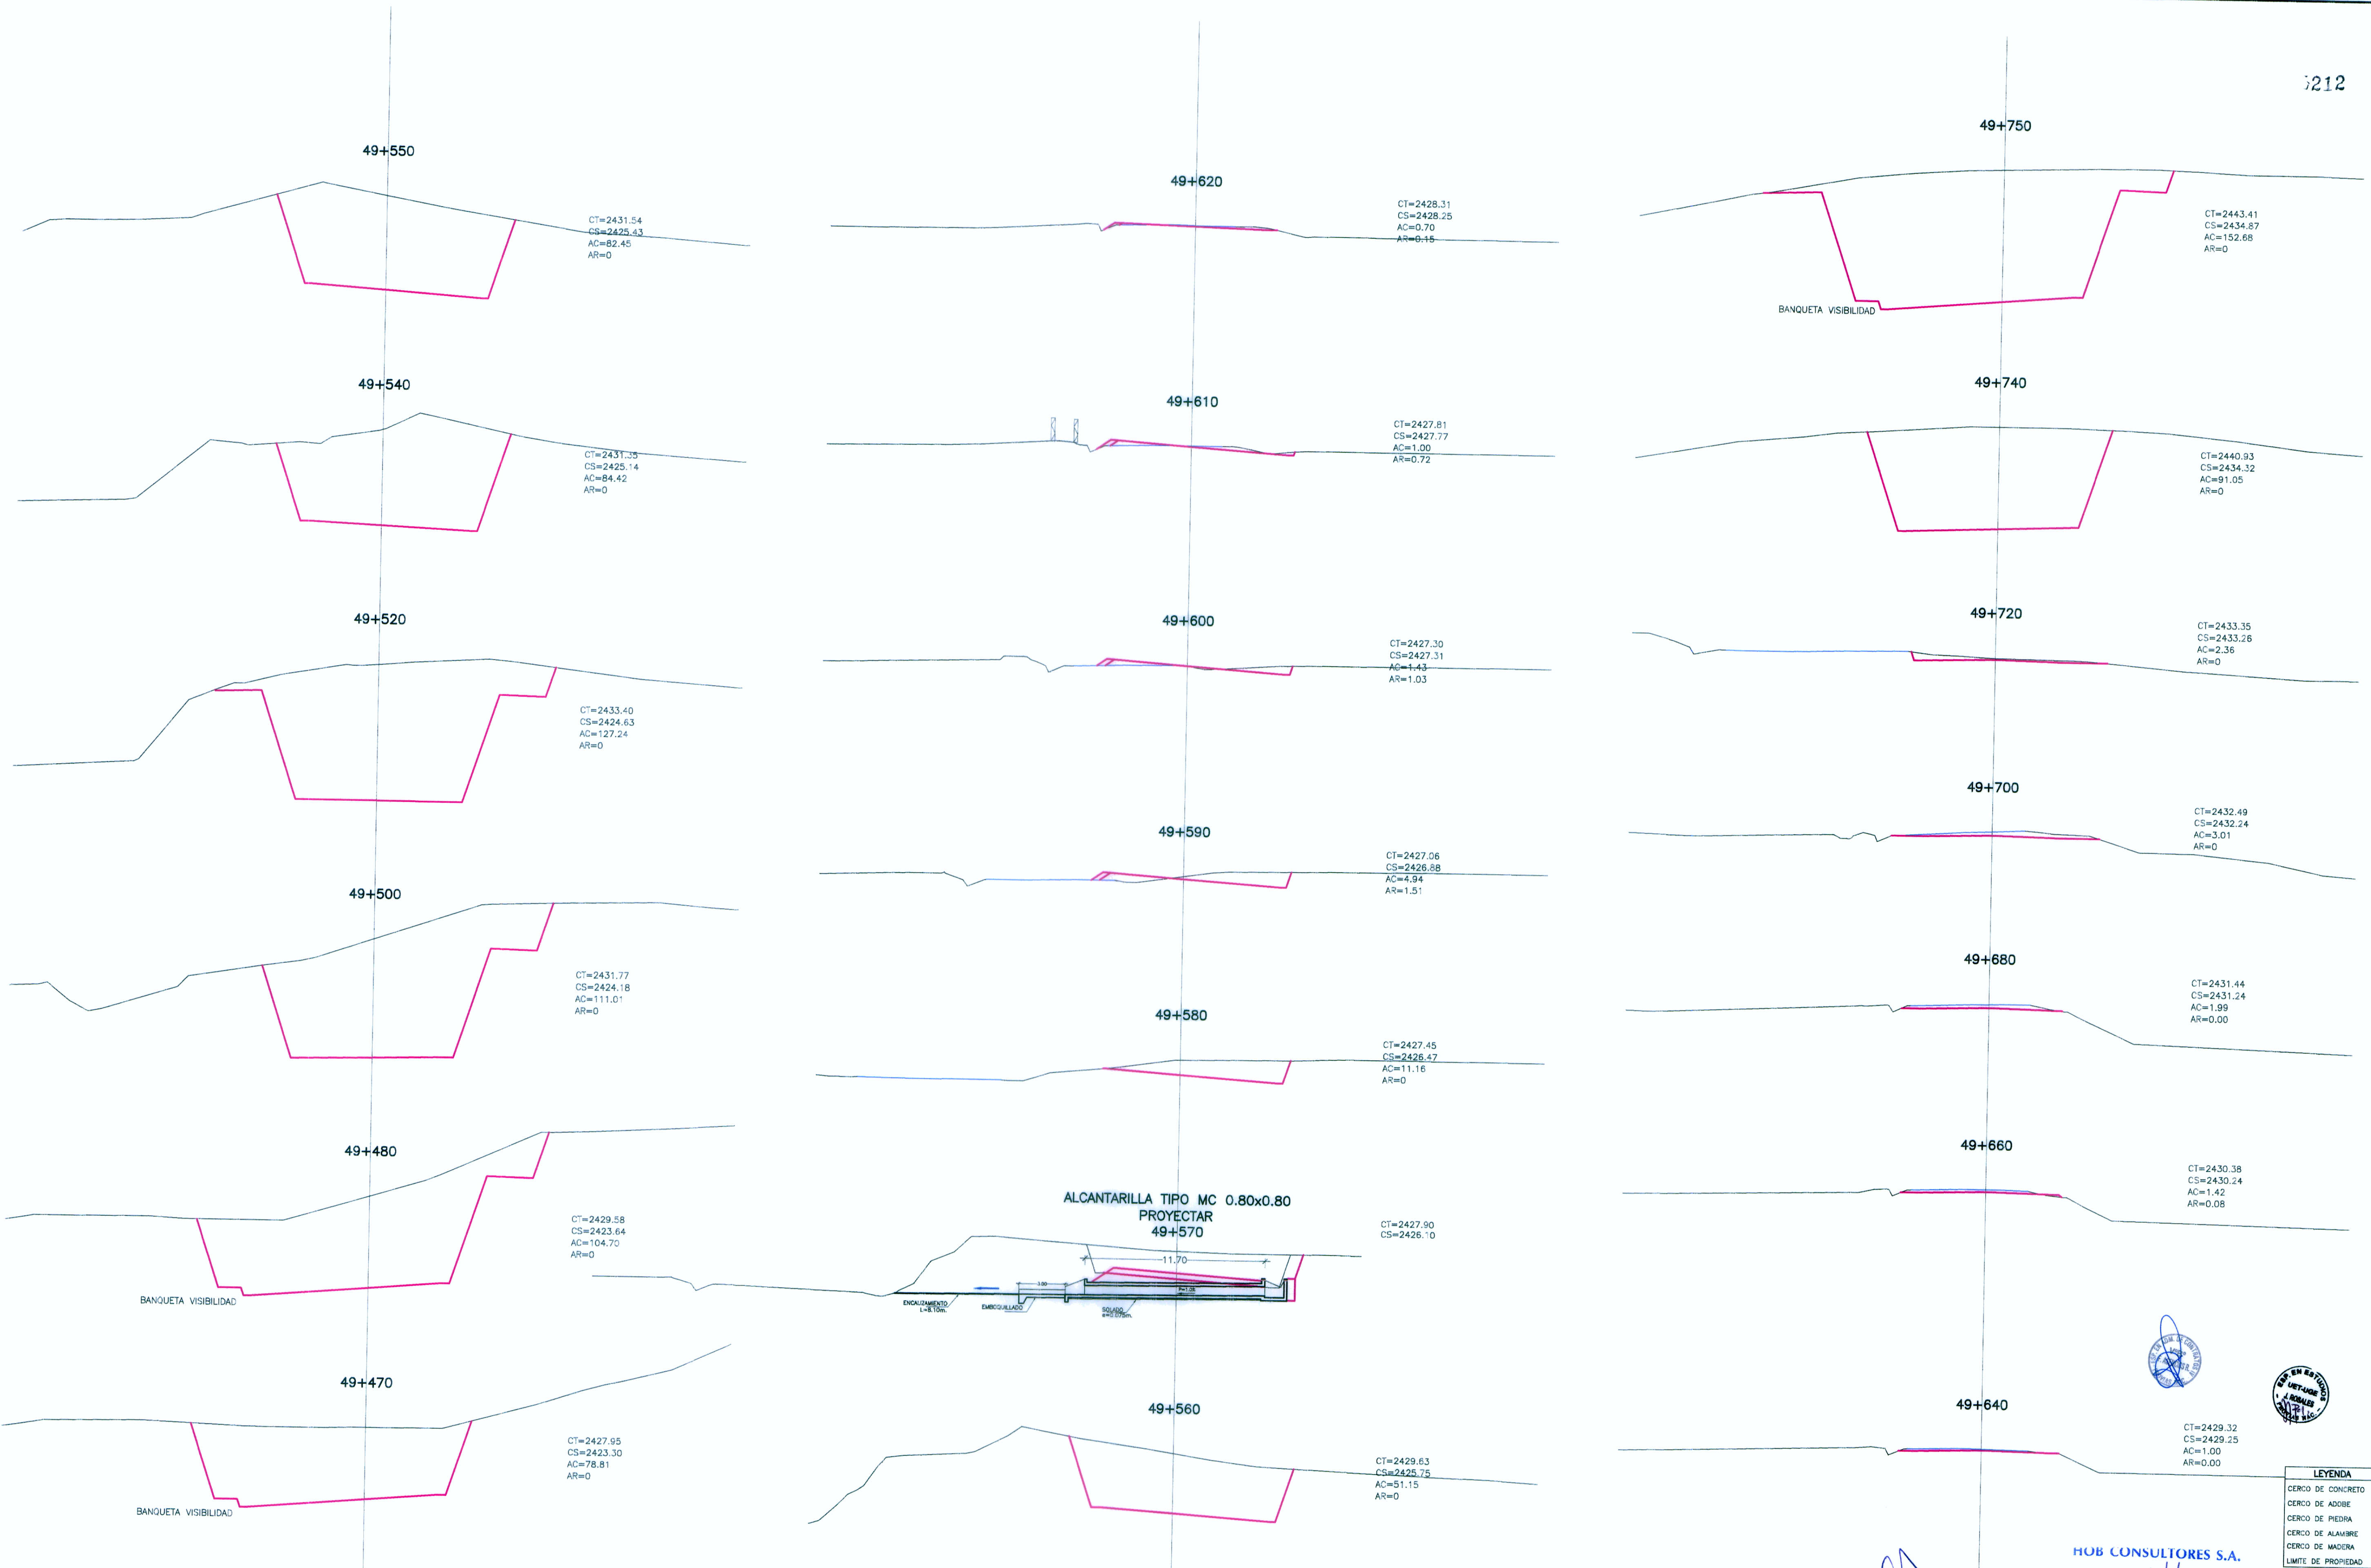 49+550
CT=2431.54
CS=2425.43
AC=82.45
AR=0
49+540
CT=2431.35
CS=2425.14
AC=84.42
AR=0
49+520
CT=2433.40
CS=2424.63
AC=127.24
AR=0
49+500
CT=2431.77
CS=2424.18
AC=111.01
AR=0
49+480
CT=2429.58
CS=2423.64
AC=104.70
AR=0
BANQUETA VISIBILIDAD
49+470
CT=2427.95
CS=2423.30
AC=78.81
AR=0
BANQUETA VISIBILIDAD
49+620
CT=2428.31
CS=2428.25
AC=0.70
AR=0.15
49+610
CT=2427.81
CS=2427.77
AC=1.00
AR=0.72
49+600
CT=2427.30
CS=2427.31
AC=1.43
AR=1.03
49+590
CT=2427.06
CS=2426.88
AC=4.94
AR=1.51
49+580
CT=2427.45
CS=2426.47
AC=11.16
AR=0
ALCANTARILLA TIPO MC 0.80x0.80
PROYECTAR
49+570
CT=2427.90
CS=2426.10
11.70
ENCAUZAMIENTO
L=8.10m.
EMBOQUILLADO
SOLADO
e=0.075m.
49+560
CT=2429.63
CS=2425.75
AC=51.15
AR=0
212
49+750
CT=2443.41
CS=2434.87
AC=152.68
AR=0
BANQUETA VISIBILIDAD
49+740
CT=2440.93
CS=2434.32
AC=91.05
AR=0
49+720
CT=2433.35
CS=2433.26
AC=2.36
AR=0
49+700
CT=2432.49
CS=2432.24
AC=3.01
AR=0
49+680
CT=2431.44
CS=2431.24
AC=1.99
AR=0.00
49+660
CT=2430.38
CS=2430.24
AC=1.42
AR=0.08
49+640
CT=2429.32
CS=2429.25
AC=1.00
AR=0.00
ESP. EN ESTUDIOS
UET-UGE
J. ROSALES
LEYENDA
CERCO DE CONCRETO
CERCO DE ADOBE
CERCO DE PIEDRA
CERCO DE ALAMBRE
CERCO DE MADERA
LIMITE DE PROPIEDAD
HOB CONSULTORES S.A.